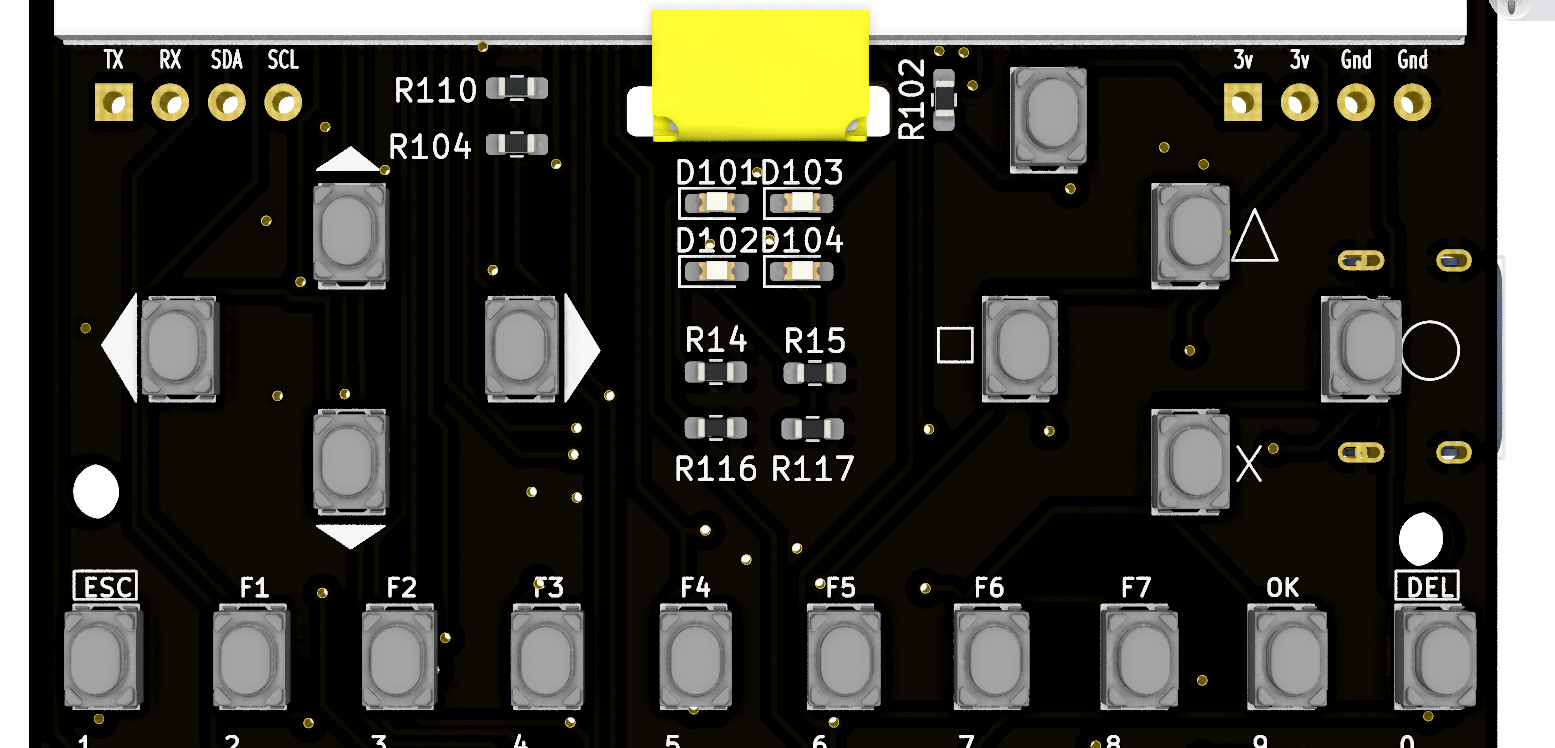 TX RX SDA SCL
3v 3v Gnd Gnd
R110
R102
R104
D101 D103
D102 D104
R14 R15
R116 R117
X
ESC F1 F2 F3 F4 F5 F6 F7 OK DEL
1 2 3 4 5 6 7 8 9 0